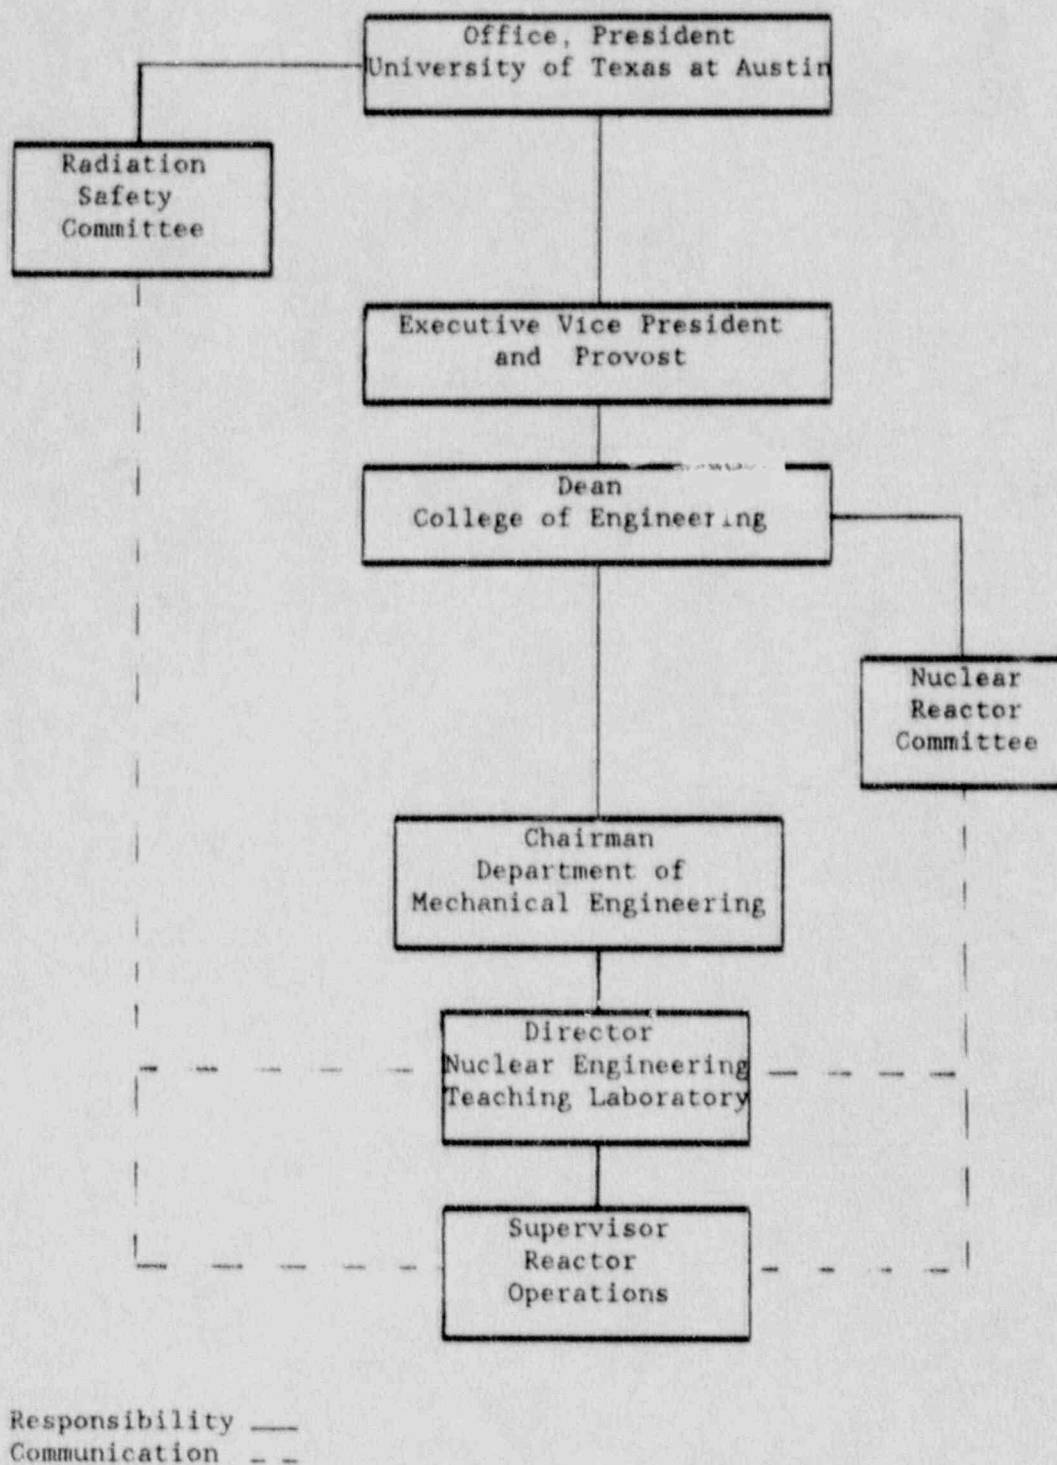 Office, President
University of Texas at Austin
Radiation
Safety
Committee
Executive Vice President
and Provost
Dean
College of Engineering
Nuclear
Reactor
Committee
Chairman
Department of
Mechanical Engineering
Director
Nuclear Engineering
Teaching Laboratory
Supervisor
Reactor
Operations
Responsibility
Communication